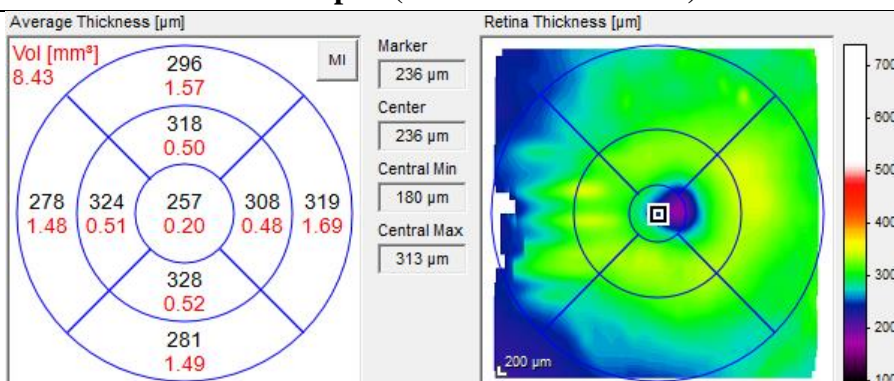 Average Thickness [µm]
Vol [mm³]
8.43
MI
296
1.57
318
0.50
278 324 257 308 319
1.48 0.51 0.20 0.48 1.69
328
0.52
281
1.49
Marker
236 µm
Center
236 µm
Central Min
180 µm
Central Max
313 µm
Retina Thickness [µm]
200 µm
700
600
500
400
300
200
100